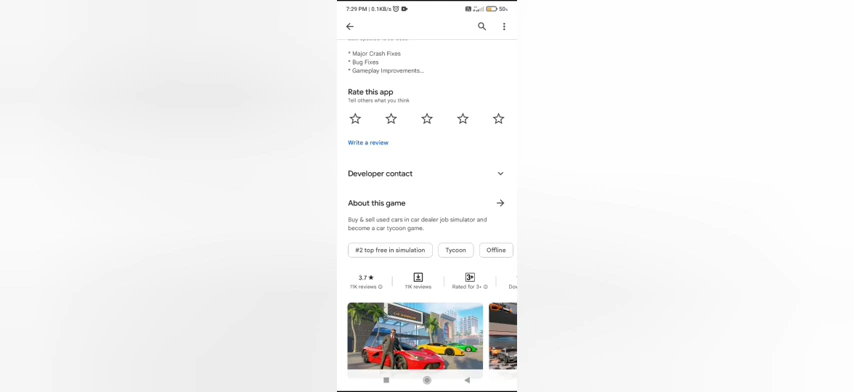 7:29 PM | 0.1KB/s
50
* Major Crash Fixes
* Bug Fixes
* Gameplay Improvements...
Rate this app
Tell others what you think
Write a review
Developer contact
About this game
Buy & sell used cars in car dealer job simulator and
become a car tycoon game.
#2 top free in simulation
Tycoon
Offline
3.7 ★
11K reviews
11K reviews
3+
Rated for 3+